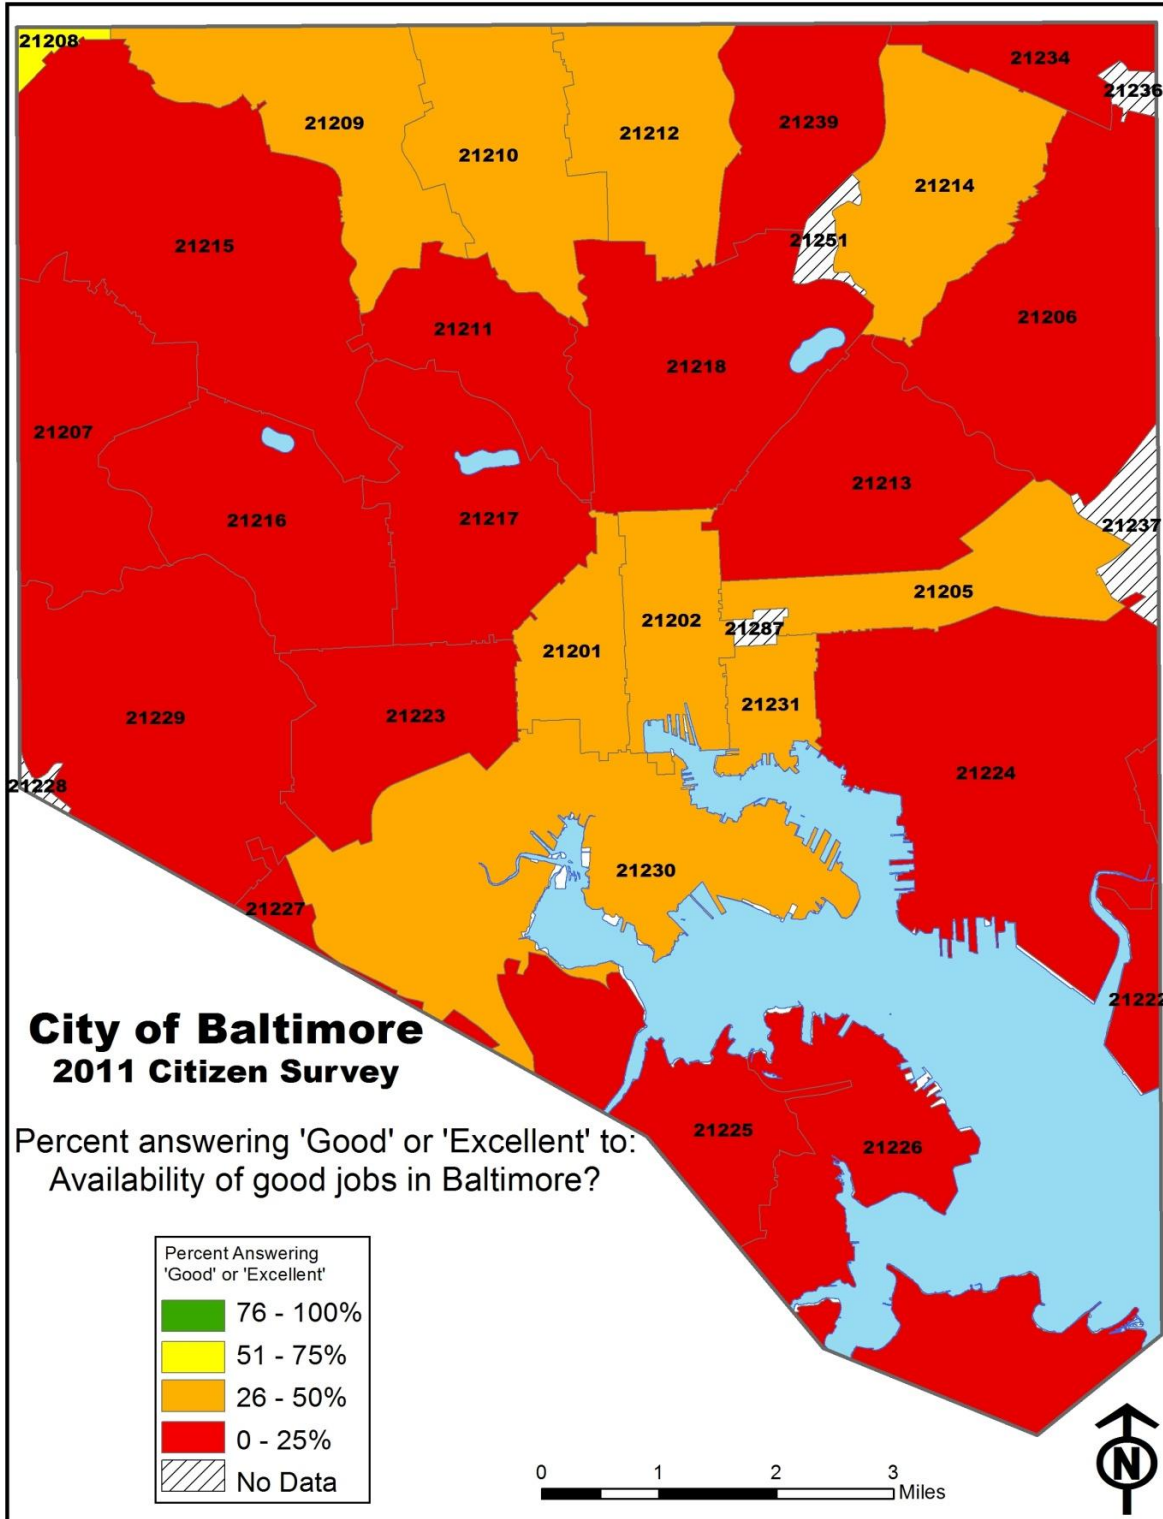 21208
21234
21236
21209
21212
21239
21210
21214
21251
21215
21206
21211
21218
21207
21213
21216
21217
21237
21205
21202
21287
21201
21231
21229
21223
21224
21228
21230
21227
21222
City of Baltimore
2011 Citizen Survey
21225
21226
Percent answering 'Good' or 'Excellent' to:
Availability of good jobs in Baltimore?
Percent Answering
'Good' or 'Excellent'
76 - 100%
51 - 75%
26 - 50%
0 - 25%
No Data
0 1 2 3
Miles
N